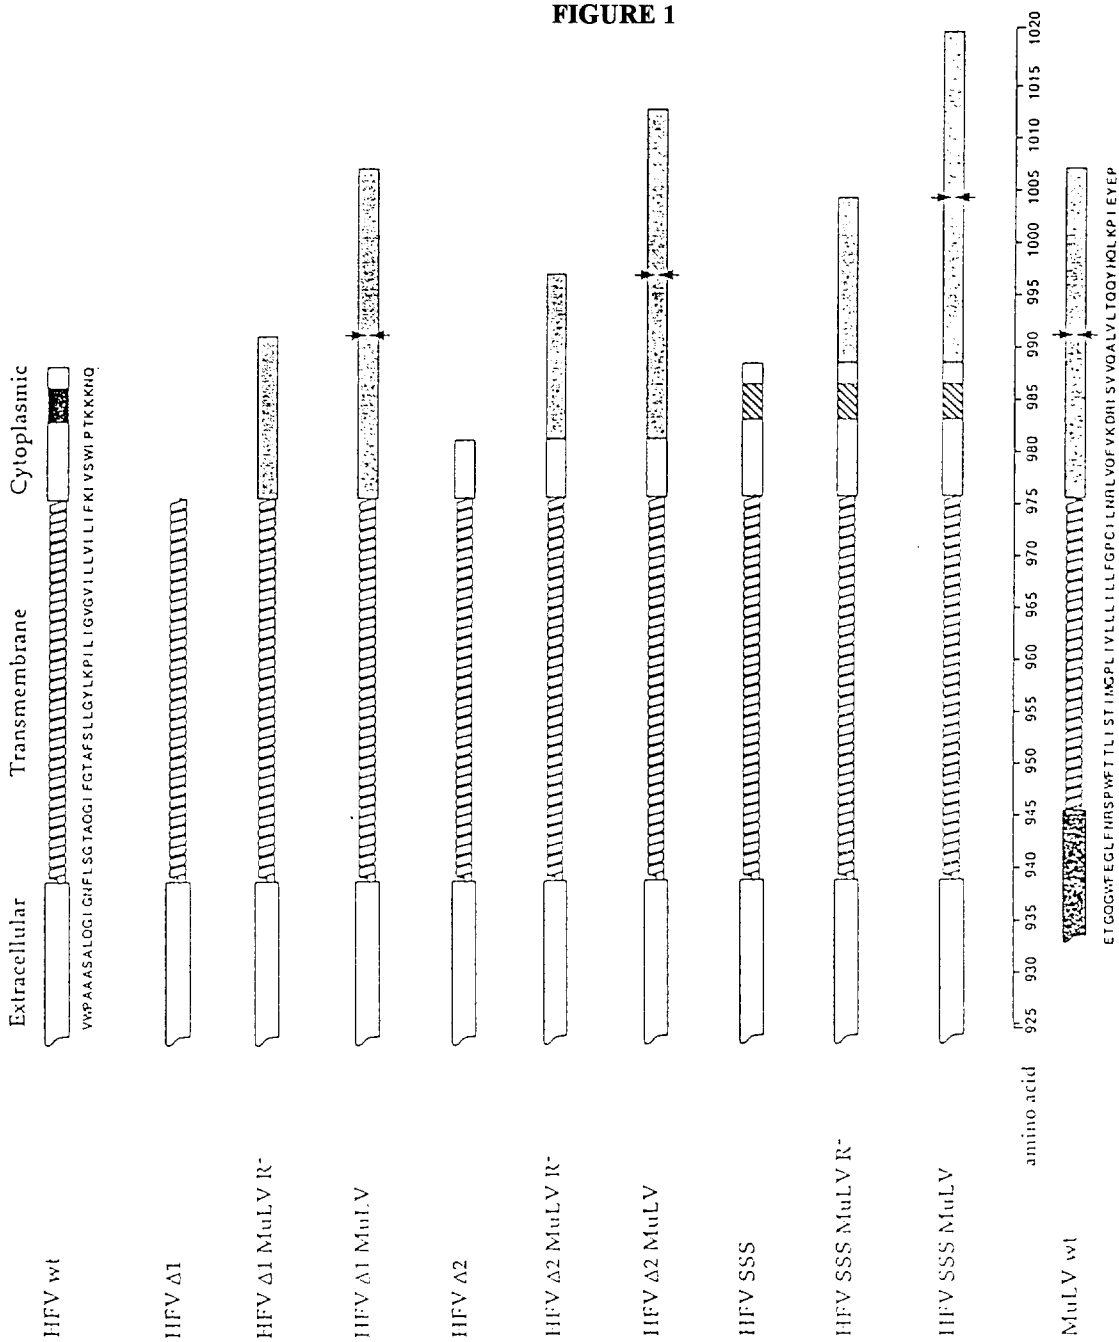 FIGURE 1
Extracellular
Transmembrane
Cytoplasmic
HFV wt
VWPAAASALQGIGNFLSGTAQGIFGTAFSLLGYLKPILIGVGVILLVILIFKIVSWIPTKKKNQ
HFV Δ1
HFV Δ1 MuLV R-
HFV Δ1 MuLV
HFV Δ2
HFV Δ2 MuLV R-
HFV Δ2 MuLV
HFV SSS
HFV SSS MuLV R-
HFV SSS MuLV
amino acid
925 930 935 940 945 950 955 960 965 970 975 980 985 990 995 1000 1005 1010 1015 1020
MuLV wt
ETGQGWFEGLFNRSPWFTTLISTIMGPLIVLLLILLFGPCILNRLVQFVKDRISVVQALVLTQQYHQLKPIEYEP